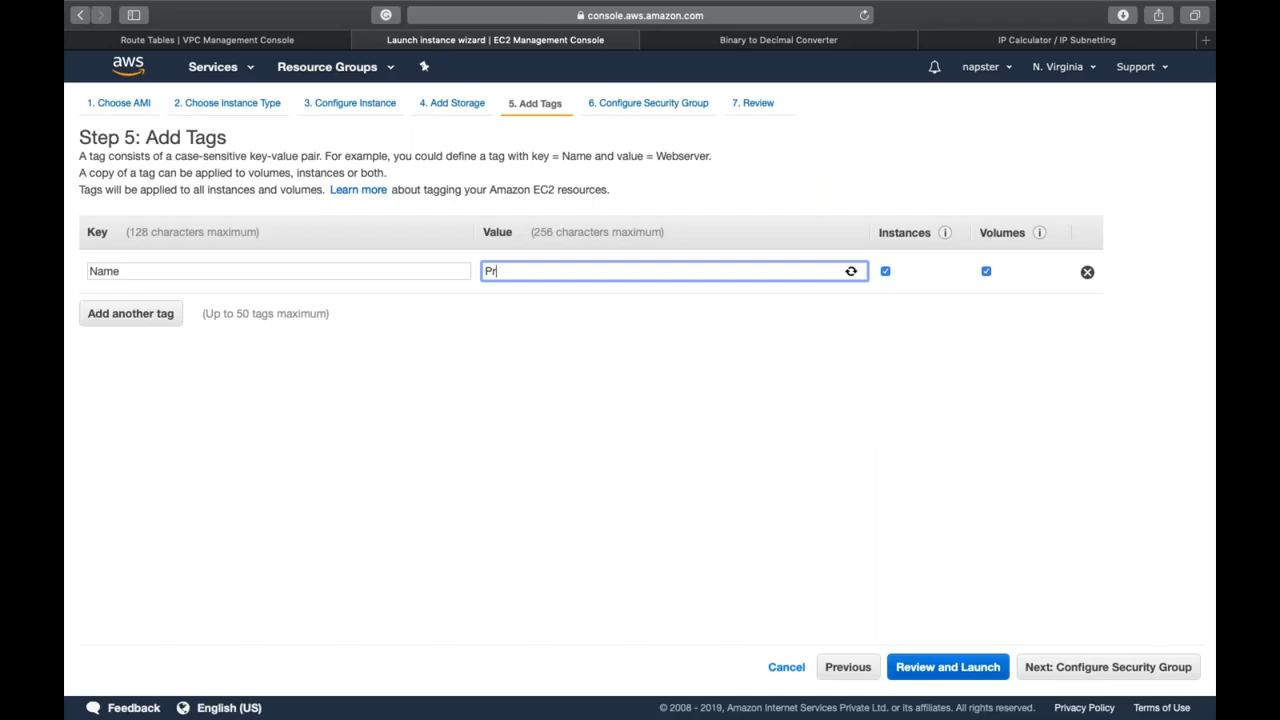 console.aws.amazon.com
Route Tables | VPC Management Console
Launch instance wizard | EC2 Management Console
Binary to Decimal Converter
IP Calculator / IP Subnetting
aws
Services
Resource Groups
napster
N. Virginia
Support
1. Choose AMI
2. Choose Instance Type
3. Configure Instance
4. Add Storage
5. Add Tags
6. Configure Security Group
7. Review
Step 5: Add Tags
A tag consists of a case-sensitive key-value pair. For example, you could define a tag with key = Name and value = Webserver.
A copy of a tag can be applied to volumes, instances or both.
Tags will be applied to all instances and volumes. Learn more about tagging your Amazon EC2 resources.
Key (128 characters maximum)
Value (256 characters maximum)
Instances
Volumes
Name
Pr
Add another tag
(Up to 50 tags maximum)
Cancel
Previous
Review and Launch
Next: Configure Security Group
Feedback
English (US)
© 2008 - 2019, Amazon Internet Services Private Ltd. or its affiliates. All rights reserved.
Privacy Policy
Terms of Use